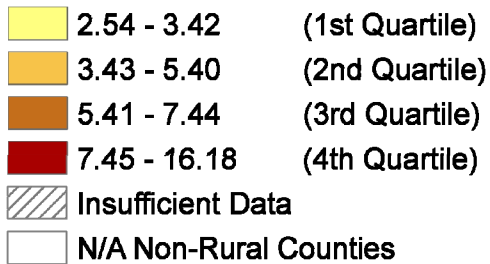 2.54 - 3.42 (1st Quartile)
3.43 - 5.40 (2nd Quartile)
5.41 - 7.44 (3rd Quartile)
7.45 - 16.18 (4th Quartile)
Insufficient Data
N/A Non-Rural Counties